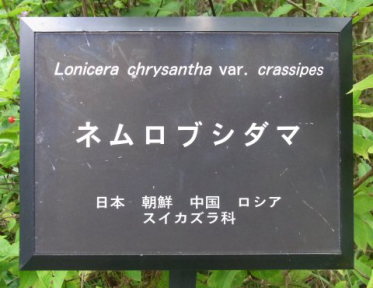 Lonicera chrysantha var. crassipes
ネムロブシダマ
日本　朝鮮　中国　ロシア
スイカズラ科